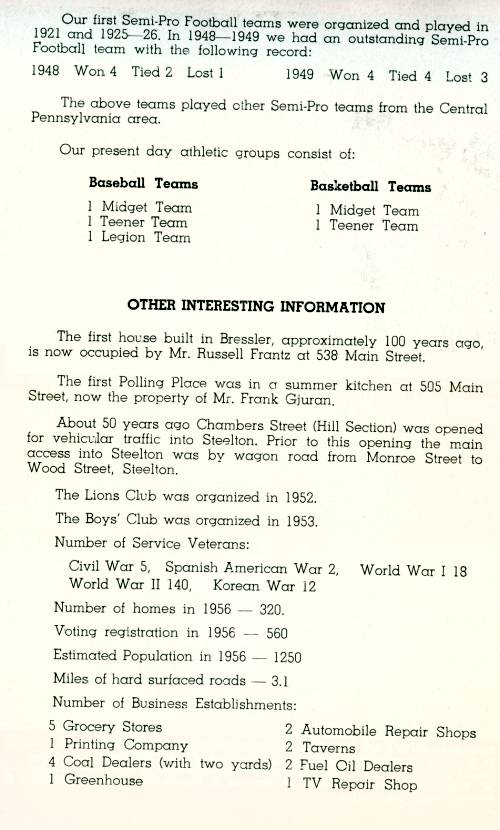 Our first Semi-Pro Football teams were organized and played in
1921 and 1925—26. In 1948—1949 we had an outstanding Semi-Pro
Football team with the following record:
1948 Won 4 Tied 2 Lost 1 1949 Won 4 Tied 4 Lost 3
The above teams played other Semi-Pro teams from the Central
Pennsylvania area.
Our present day athletic groups consist of:
Baseball Teams Basketball Teams
1 Midget Team 1 Midget Team
1 Teener Team 1 Teener Team
1 Legion Team
OTHER INTERESTING INFORMATION
The first house built in Bressler, approximately 100 years ago,
is now occupied by Mr. Russell Frantz at 538 Main Street.
The first Polling Place was in a summer kitchen at 505 Main
Street, now the property of Mr. Frank Gjuran.
About 50 years ago Chambers Street (Hill Section) was opened
for vehicular traffic into Steelton. Prior to this opening the main
access into Steelton was by wagon road from Monroe Street to
Wood Street, Steelton.
The Lions Club was organized in 1952.
The Boys' Club was organized in 1953.
Number of Service Veterans:
Civil War 5, Spanish American War 2, World War I 18
World War II 140, Korean War 12
Number of homes in 1956 — 320.
Voting registration in 1956 — 560
Estimated Population in 1956 — 1250
Miles of hard surfaced roads — 3.1
Number of Business Establishments:
5 Grocery Stores 2 Automobile Repair Shops
1 Printing Company 2 Taverns
4 Coal Dealers (with two yards) 2 Fuel Oil Dealers
1 Greenhouse 1 TV Repair Shop